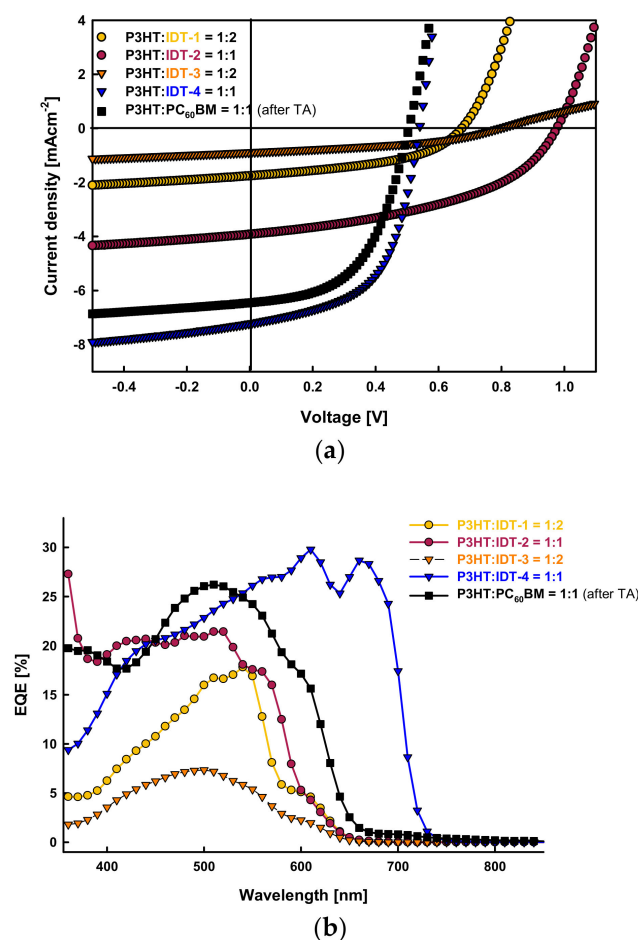 P3HT:IDT-1 = 1:2
P3HT:IDT-2 = 1:1
P3HT:IDT-3 = 1:2
P3HT:IDT-4 = 1:1
P3HT:PC₆₀BM = 1:1 (after TA)
4
2
0
-2
-4
-6
-8
Current density [mAcm⁻²]
-0.4 -0.2 0.0 0.2 0.4 0.6 0.8 1.0
Voltage [V]
(a)
P3HT:IDT-1 = 1:2
P3HT:IDT-2 = 1:1
P3HT:IDT-3 = 1:2
P3HT:IDT-4 = 1:1
P3HT:PC₆₀BM = 1:1 (after TA)
30
25
20
15
10
5
0
EQE [%]
400 500 600 700 800
Wavelength [nm]
(b)